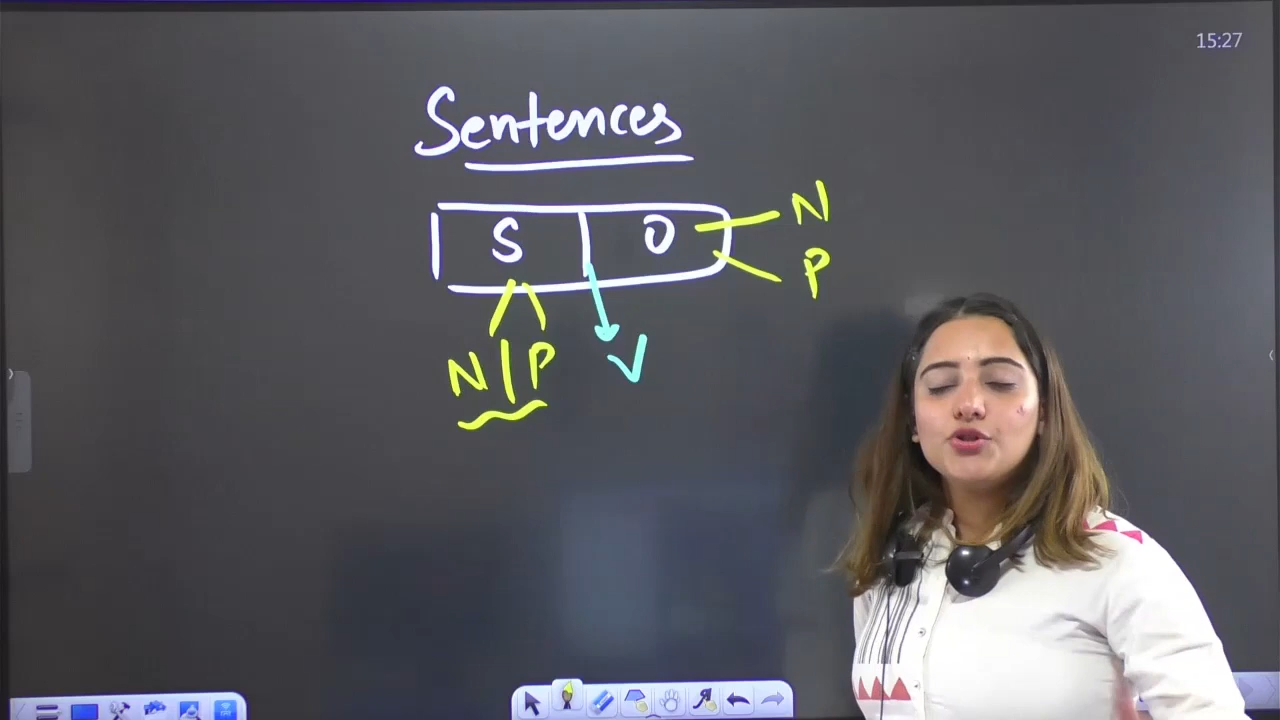 15:27
Sentences
S | O
N
P
N | P
V